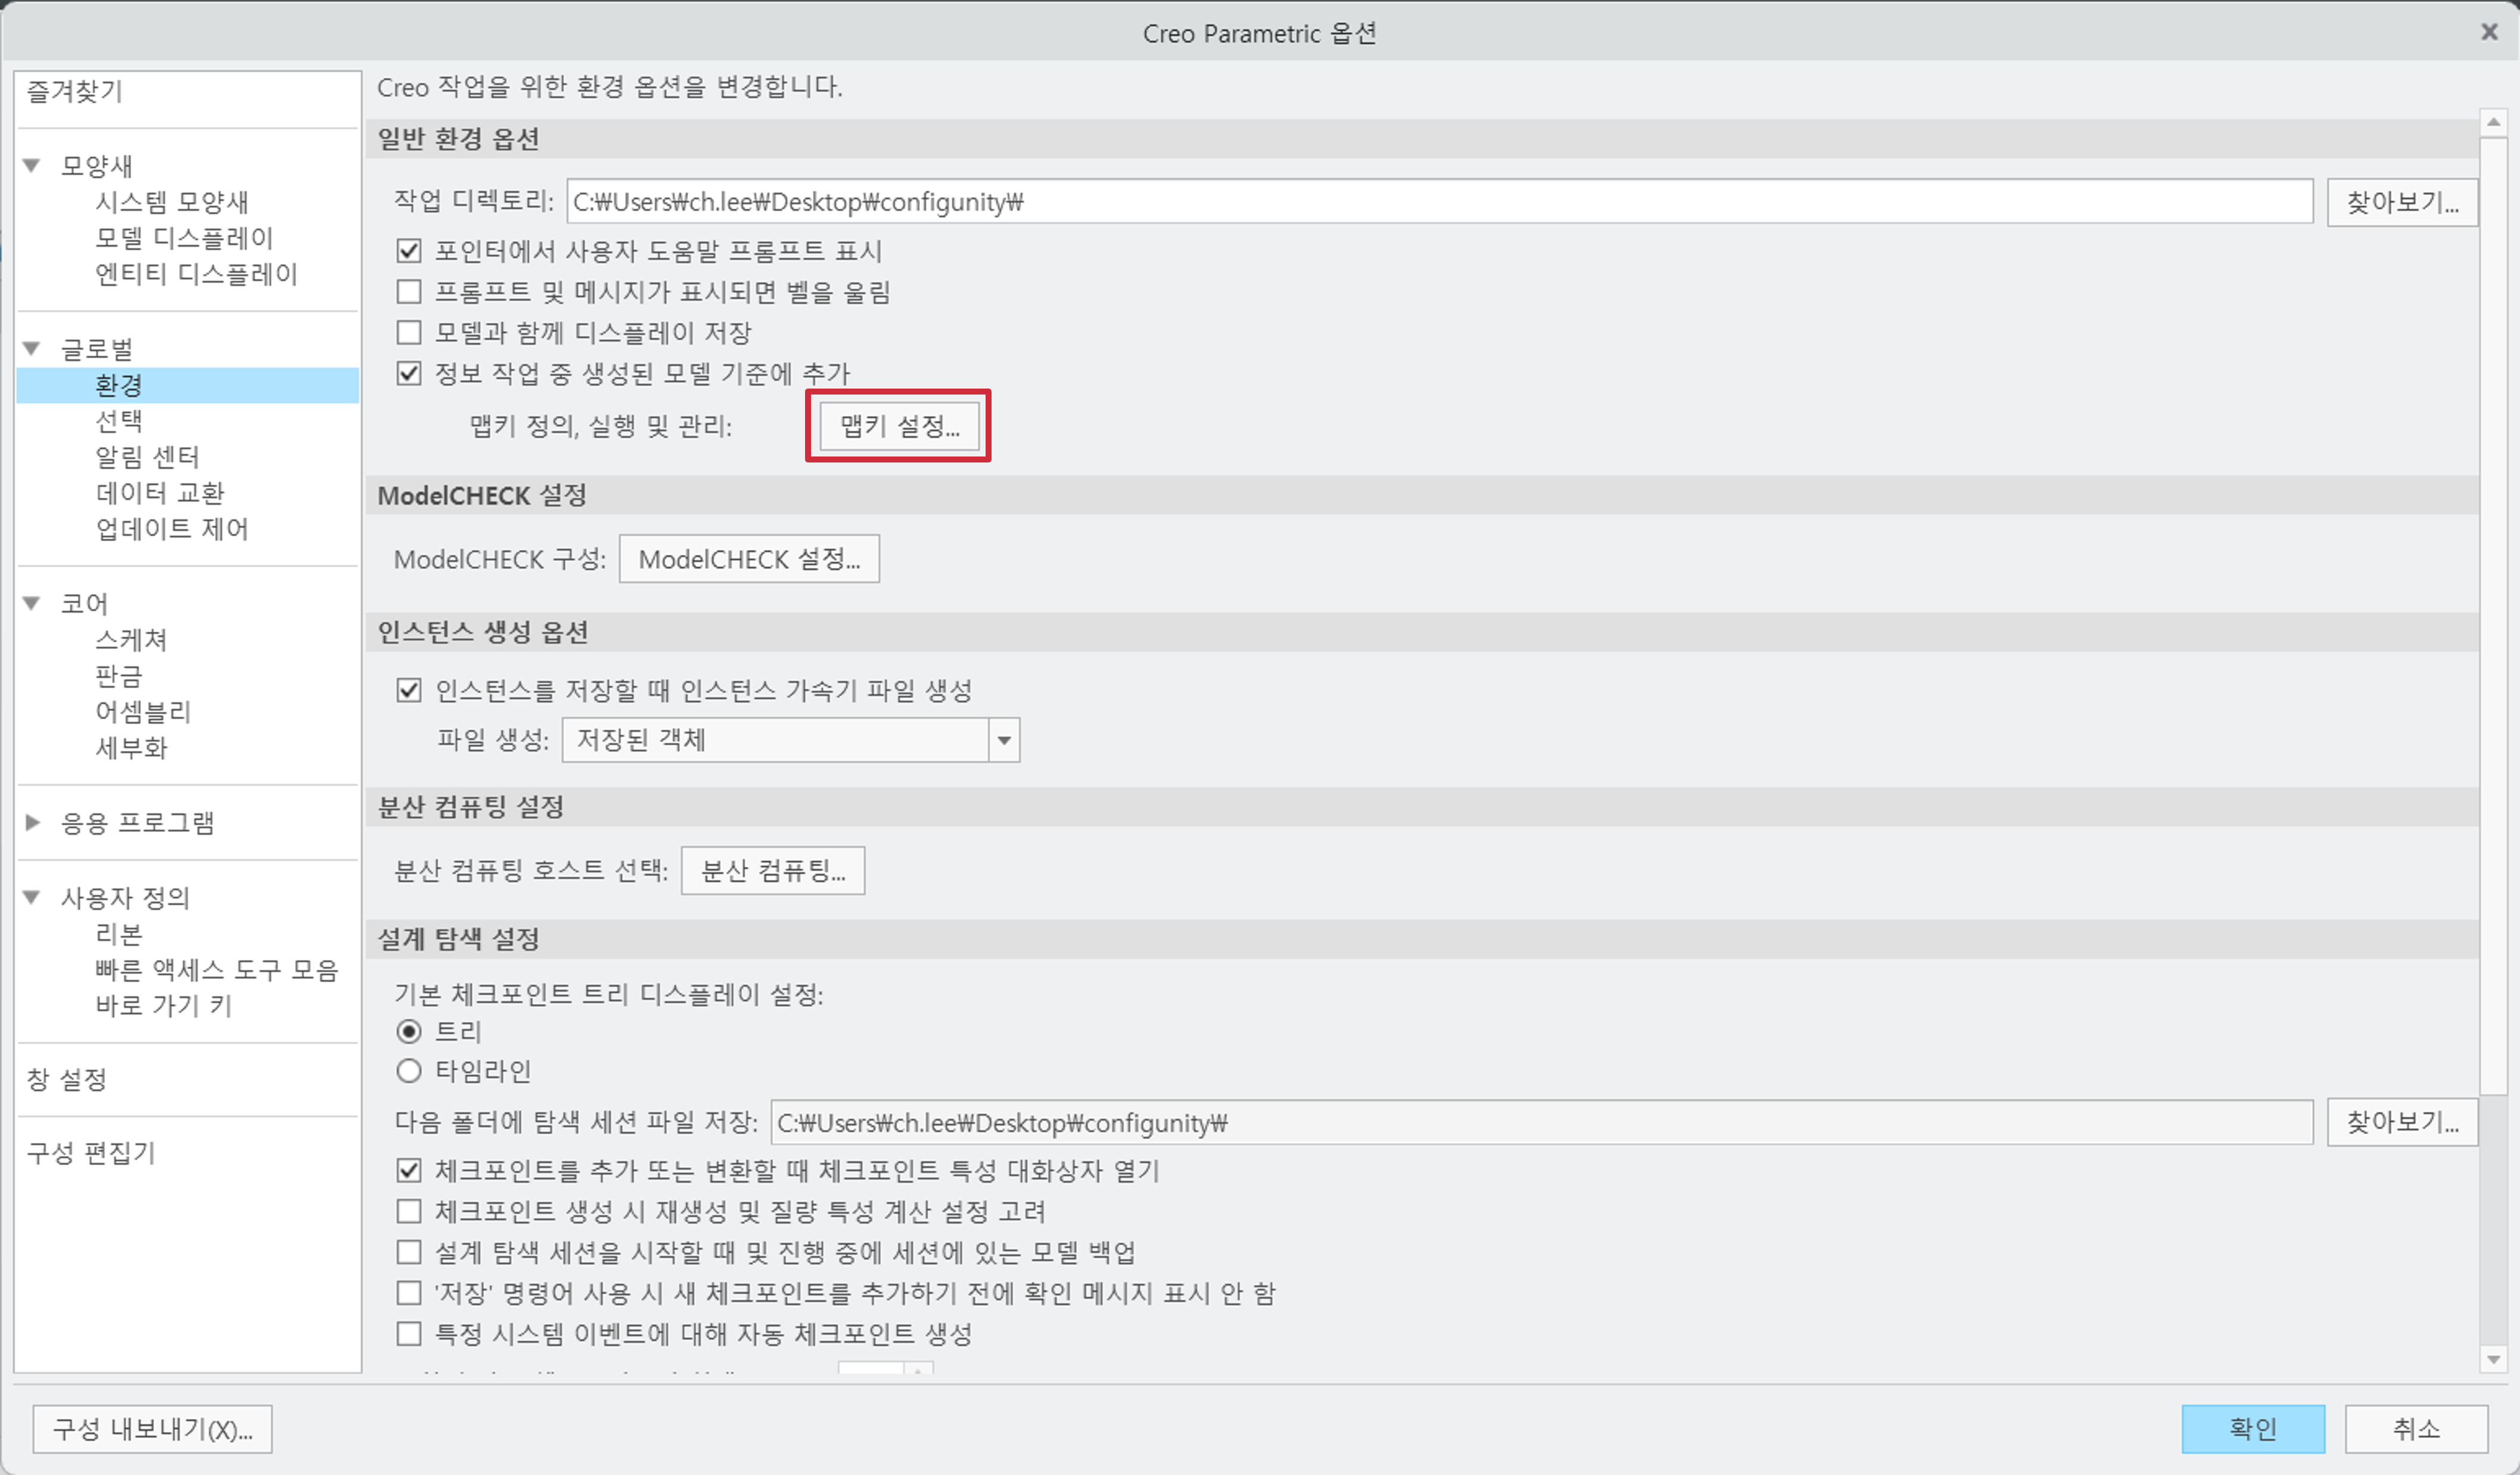 Creo Parametric 옵션
즐겨찾기
모양새
시스템 모양새
모델 디스플레이
엔티티 디스플레이
글로벌
환경
선택
알림 센터
데이터 교환
업데이트 제어
코어
스케쳐
판금
어셈블리
세부화
응용 프로그램
사용자 정의
리본
빠른 액세스 도구 모음
바로 가기 키
창 설정
구성 편집기
Creo 작업을 위한 환경 옵션을 변경합니다.
일반 환경 옵션
작업 디렉토리: C:₩Users₩ch.lee₩Desktop₩configunity₩ 찾아보기...
포인터에서 사용자 도움말 프롬프트 표시
프롬프트 및 메시지가 표시되면 벨을 울림
모델과 함께 디스플레이 저장
정보 작업 중 생성된 모델 기준에 추가
맵키 정의, 실행 및 관리: 맵키 설정...
ModelCHECK 설정
ModelCHECK 구성: ModelCHECK 설정...
인스턴스 생성 옵션
인스턴스를 저장할 때 인스턴스 가속기 파일 생성
파일 생성: 저장된 객체
분산 컴퓨팅 설정
분산 컴퓨팅 호스트 선택: 분산 컴퓨팅...
설계 탐색 설정
기본 체크포인트 트리 디스플레이 설정:
트리
타임라인
다음 폴더에 탐색 세션 파일 저장: C:₩Users₩ch.lee₩Desktop₩configunity₩ 찾아보기...
체크포인트를 추가 또는 변환할 때 체크포인트 특성 대화상자 열기
체크포인트 생성 시 재생성 및 질량 특성 계산 설정 고려
설계 탐색 세션을 시작할 때 및 진행 중에 세션에 있는 모델 백업
'저장' 명령어 사용 시 새 체크포인트를 추가하기 전에 확인 메시지 표시 안 함
특정 시스템 이벤트에 대해 자동 체크포인트 생성
구성 내보내기(X)... 확인 취소